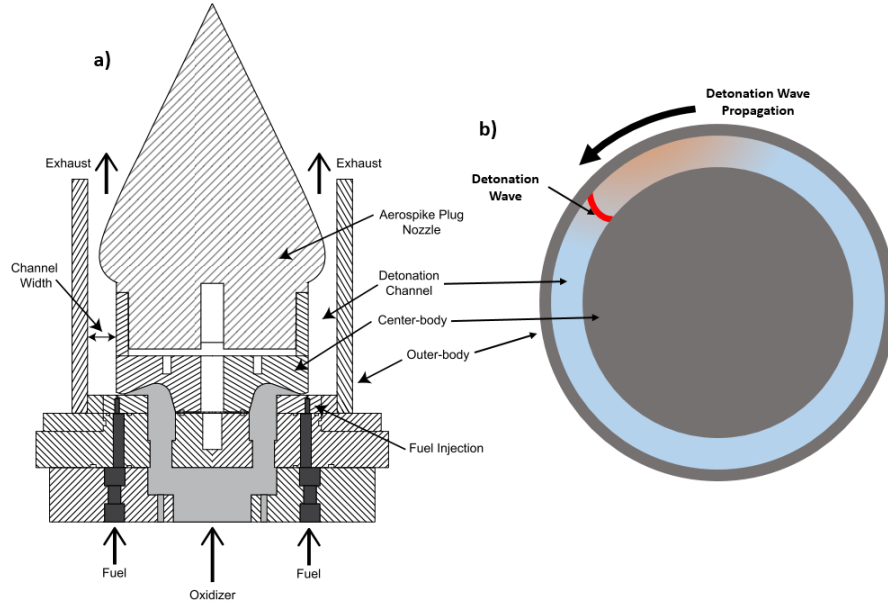 a)
Exhaust
Exhaust
Aerospike Plug
Nozzle
Channel
Width
Detonation
Channel
Center-body
Outer-body
Fuel Injection
Fuel
Fuel
Oxidizer
b)
Detonation Wave
Propagation
Detonation
Wave